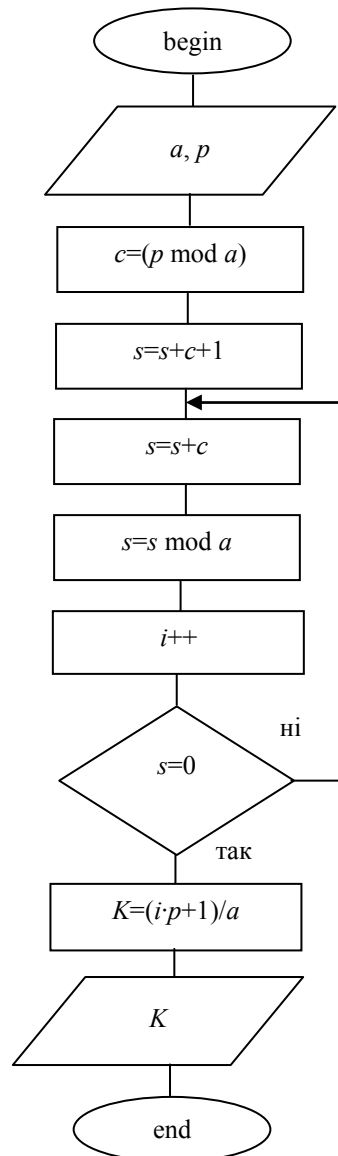 begin
a, p
c=(p mod a)
s=s+c+1
s=s+c
s=s mod a
i++
ні
s=0
так
K=(i·p+1)/a
K
end